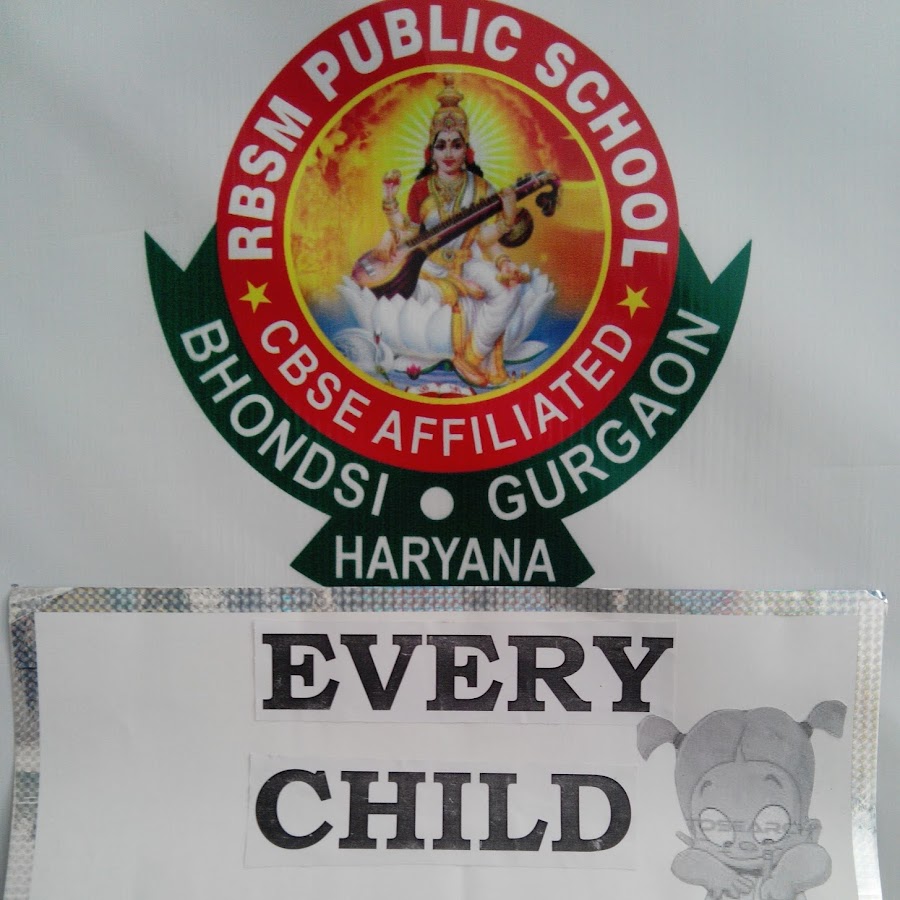 RBSM PUBLIC SCHOOL
CBSE AFFILIATED
BHONDSI GURGAON
HARYANA
EVERY
CHILD